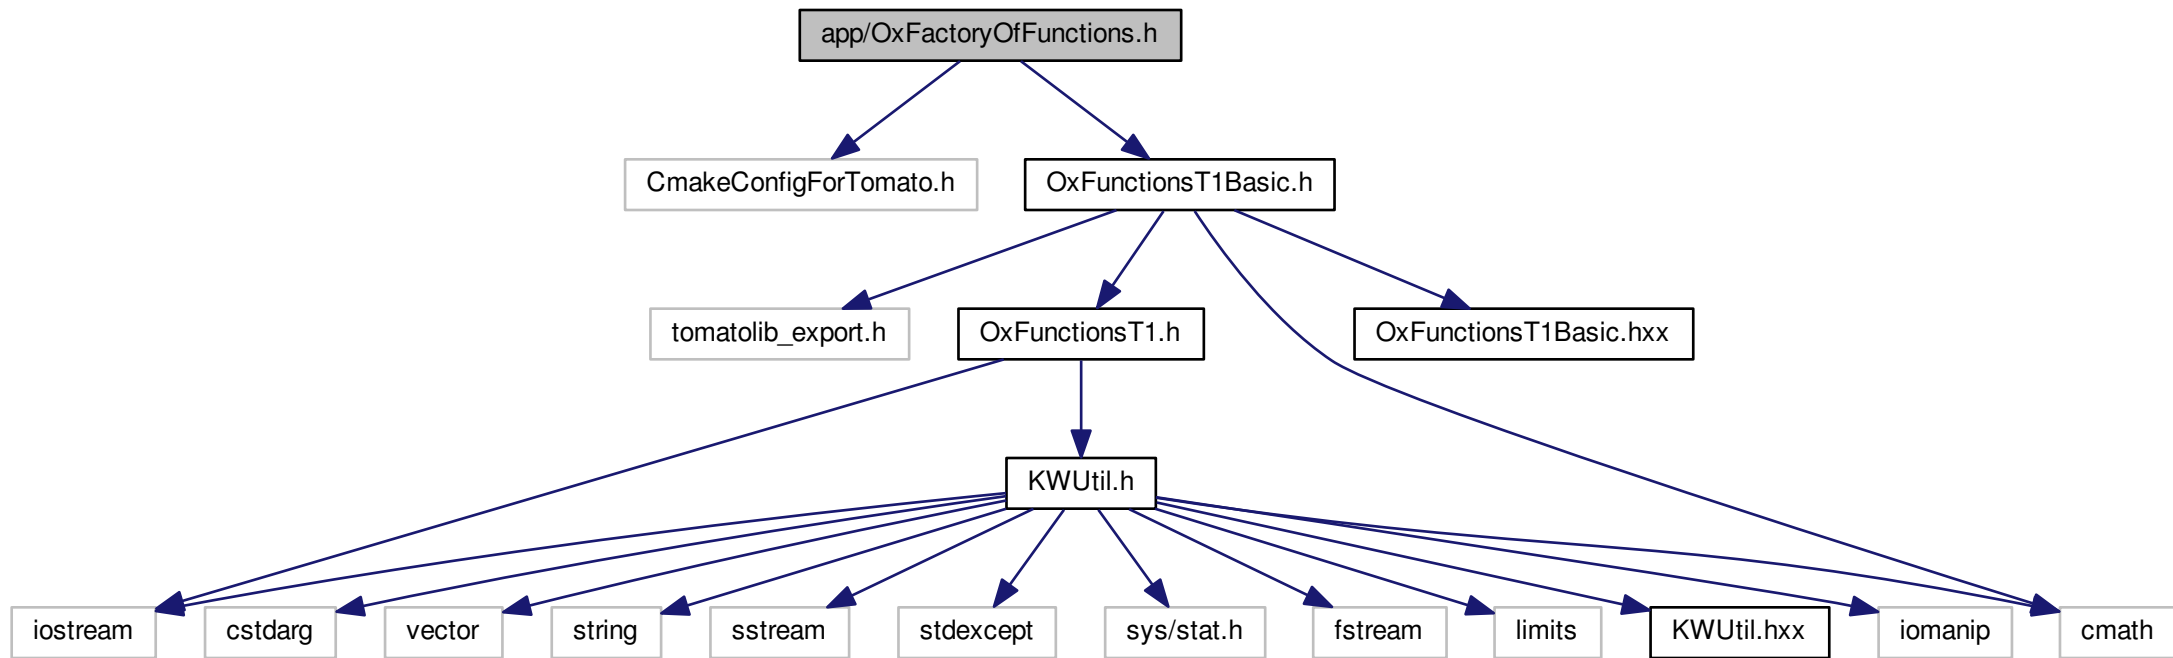 app/OxFactoryOfFunctions.h
CmakeConfigForTomato.h
OxFunctionsT1Basic.h
tomatolib_export.h
OxFunctionsT1.h
OxFunctionsT1Basic.hxx
KWUtil.h
iostream
cstdarg
vector
string
sstream
stdexcept
sys/stat.h
fstream
limits
KWUtil.hxx
iomanip
cmath